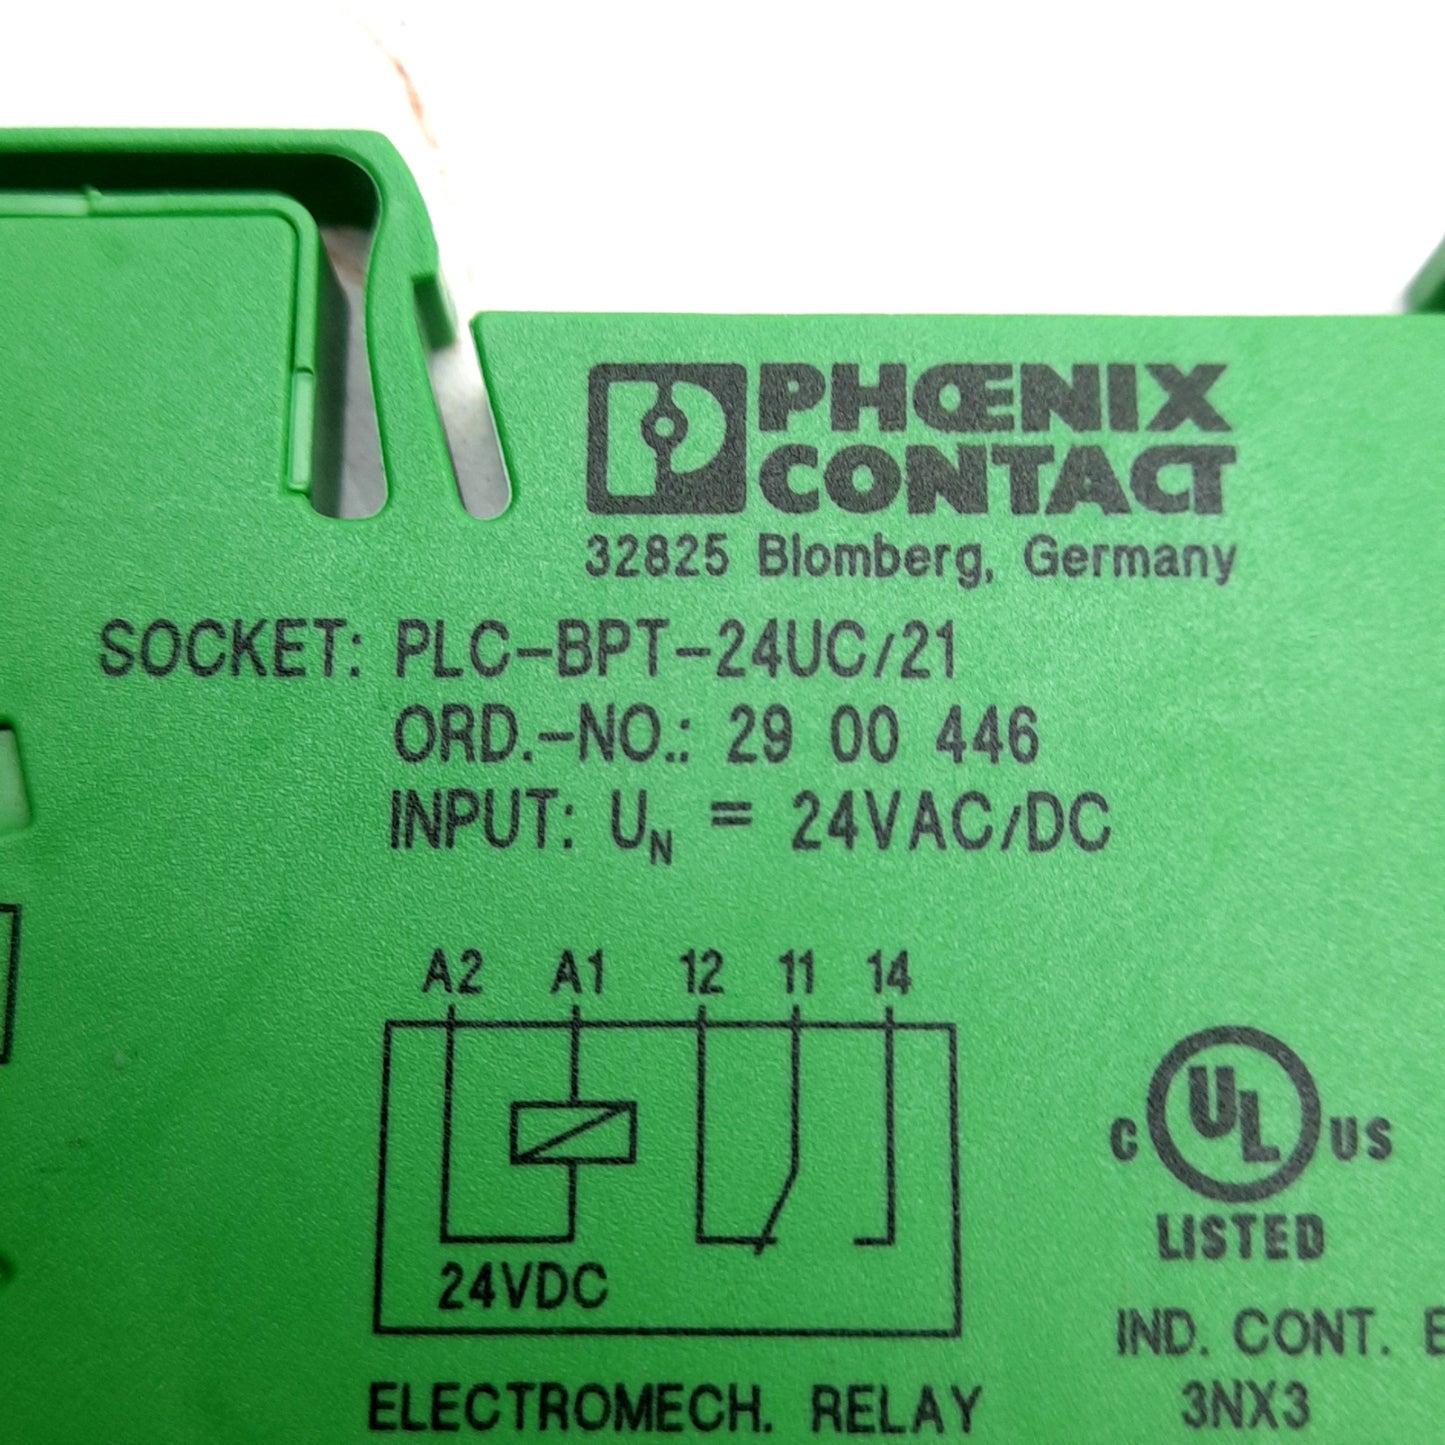 PHŒNIX
CONTACT
32825 Blomberg, Germany
SOCKET: PLC-BPT-24UC/21
ORD.-NO.: 29 00 446
INPUT: UN = 24VAC/DC
A2 A1 12 11 14
24VDC
ELECTROMECH. RELAY
C UL US
LISTED
IND. CONT.
3NX3